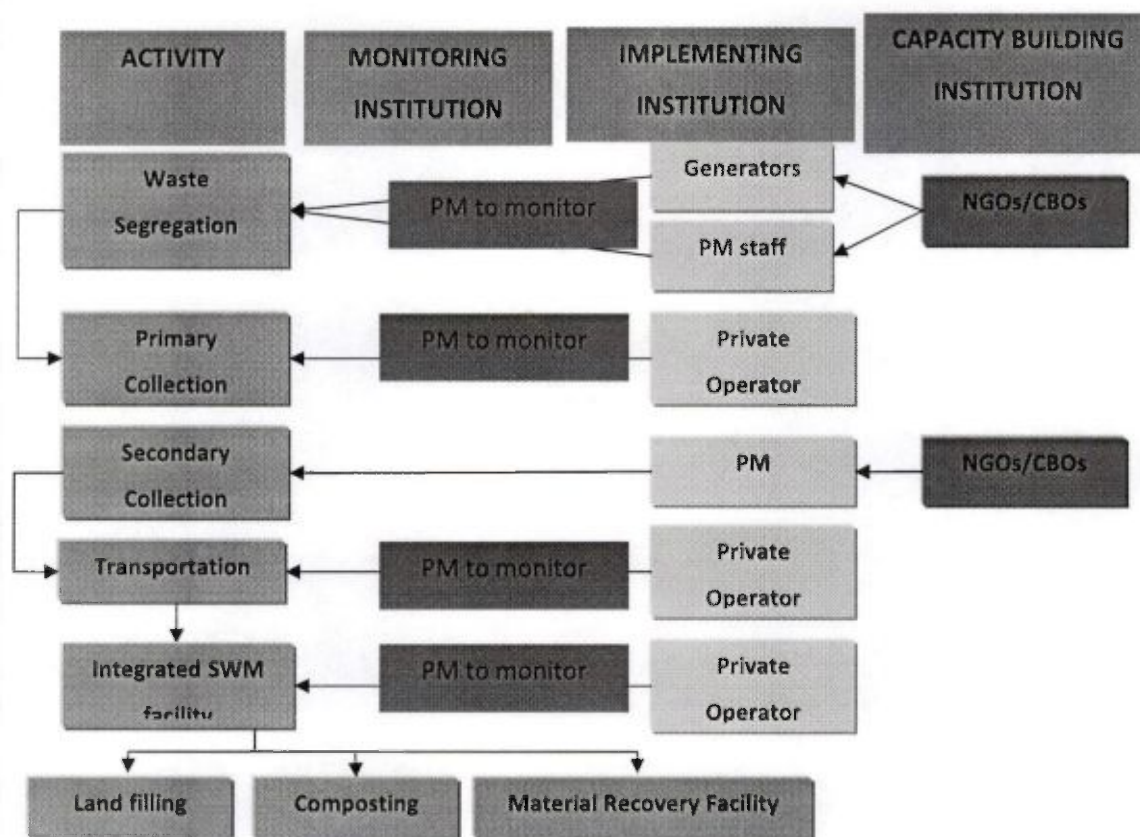 ACTIVITY
MONITORING
INSTITUTION
IMPLEMENTING
INSTITUTION
CAPACITY BUILDING
INSTITUTION
Waste
Segregation
PM to monitor
Generators
PM staff
NGOs/CBOs
Primary
Collection
PM to monitor
Private
Operator
Secondary
Collection
PM
NGOs/CBOs
Transportation
PM to monitor
Private
Operator
Integrated SWM
facility
PM to monitor
Private
Operator
Land filling
Composting
Material Recovery Facility